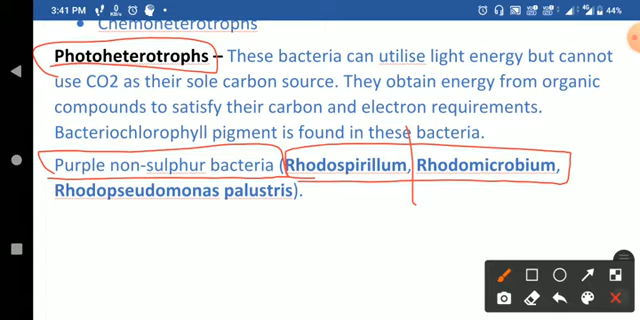 3:41 PM 0 KB/s 44%
Chemoheterotrophs
Photoheterotrophs – These bacteria can utilise light energy but cannot
use CO2 as their sole carbon source. They obtain energy from organic
compounds to satisfy their carbon and electron requirements.
Bacteriochlorophyll pigment is found in these bacteria.
Purple non-sulphur bacteria (Rhodospirillum, Rhodomicrobium,
Rhodopseudomonas palustris).